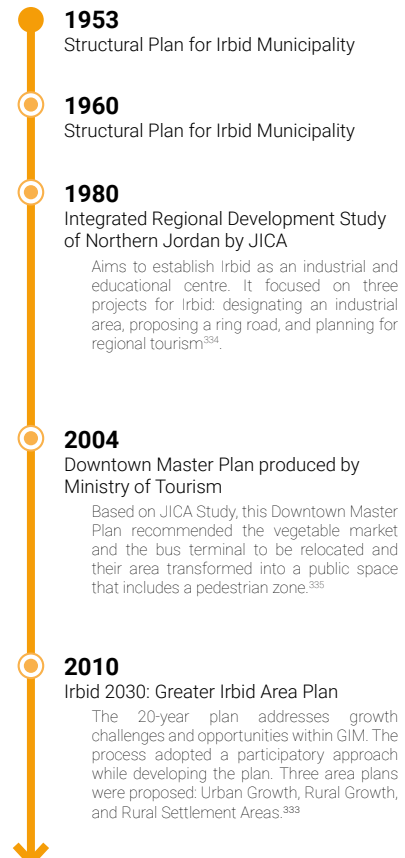 1953
Structural Plan for Irbid Municipality
1960
Structural Plan for Irbid Municipality
1980
Integrated Regional Development Study
of Northern Jordan by JICA
Aims to establish Irbid as an industrial and
educational centre. It focused on three
projects for Irbid: designating an industrial
area, proposing a ring road, and planning for
regional tourism³³⁴.
2004
Downtown Master Plan produced by
Ministry of Tourism
Based on JICA Study, this Downtown Master
Plan recommended the vegetable market
and the bus terminal to be relocated and
their area transformed into a public space
that includes a pedestrian zone.³³⁵
2010
Irbid 2030: Greater Irbid Area Plan
The 20-year plan addresses growth
challenges and opportunities within GIM. The
process adopted a participatory approach
while developing the plan. Three area plans
were proposed: Urban Growth, Rural Growth,
and Rural Settlement Areas.³³³